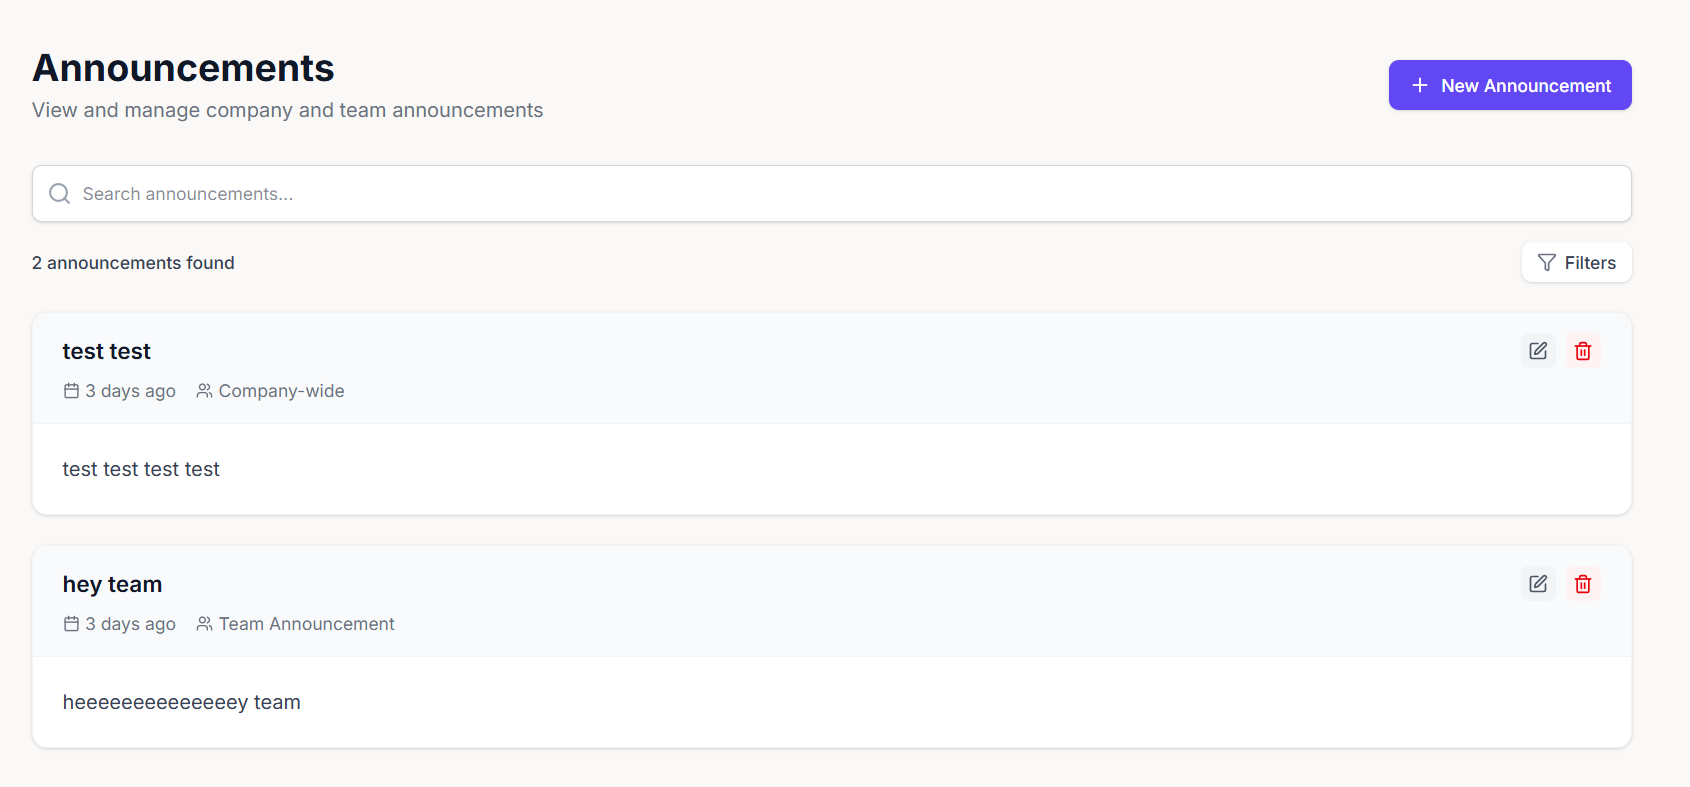 Announcements
View and manage company and team announcements
New Announcement
Search announcements...
2 announcements found
Filters
test test
3 days ago
Company-wide
test test test test
hey team
3 days ago
Team Announcement
heeeeeeeeeeeeeey team